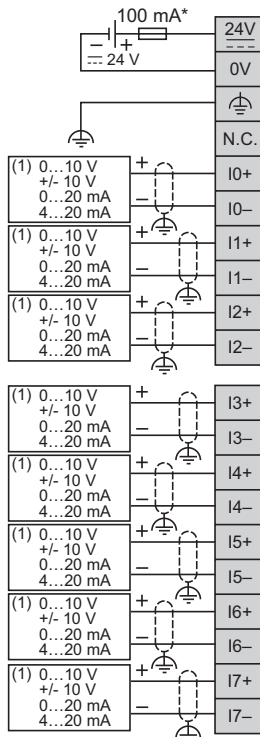 100 mA*
24V
– +
⎓ 24 V
0V
N.C.
(1) 0...10 V
+/- 10 V
0...20 mA
4...20 mA
+
–
I0+
I0–
(1) 0...10 V
+/- 10 V
0...20 mA
4...20 mA
+
–
I1+
I1–
(1) 0...10 V
+/- 10 V
0...20 mA
4...20 mA
+
–
I2+
I2–
(1) 0...10 V
+/- 10 V
0...20 mA
4...20 mA
+
–
I3+
I3–
(1) 0...10 V
+/- 10 V
0...20 mA
4...20 mA
+
–
I4+
I4–
(1) 0...10 V
+/- 10 V
0...20 mA
4...20 mA
+
–
I5+
I5–
(1) 0...10 V
+/- 10 V
0...20 mA
4...20 mA
+
–
I6+
I6–
(1) 0...10 V
+/- 10 V
0...20 mA
4...20 mA
+
–
I7+
I7–